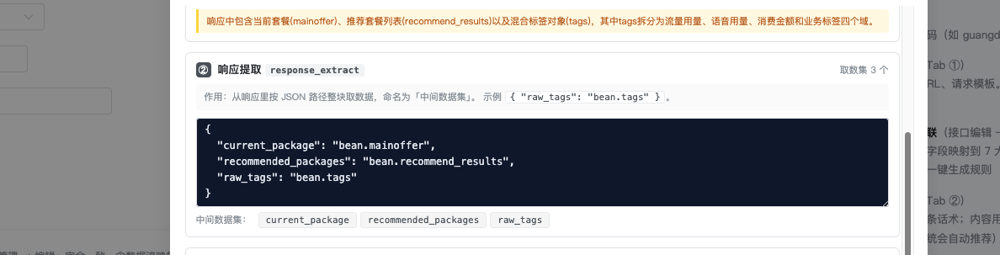 响应中包含当前套餐(mainoffer)、推荐套餐列表(recommend_results)以及混合标签对象(tags)，其中tags拆分为流量用量、语音用量、消费金额和业务标签四个域。
② 响应提取 response_extract 取数集 3 个
作用：从响应里按 JSON 路径整块取数据，命名为「中间数据集」。示例 { "raw_tags": "bean.tags" } 。
{
"current_package": "bean.mainoffer",
"recommended_packages": "bean.recommend_results",
"raw_tags": "bean.tags"
}
中间数据集： current_package recommended_packages raw_tags
码（如 guangd
Tab ①）
RL、请求模板。
联（接口编辑 -
字段映射到 7 大
一键生成规则
Tab ②）
条话术；内容用
统会自动推荐）